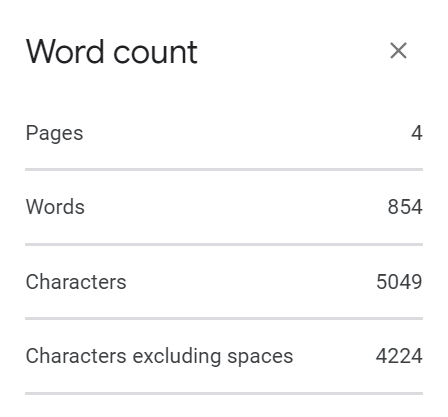 Word count
Pages 4
Words 854
Characters 5049
Characters excluding spaces 4224